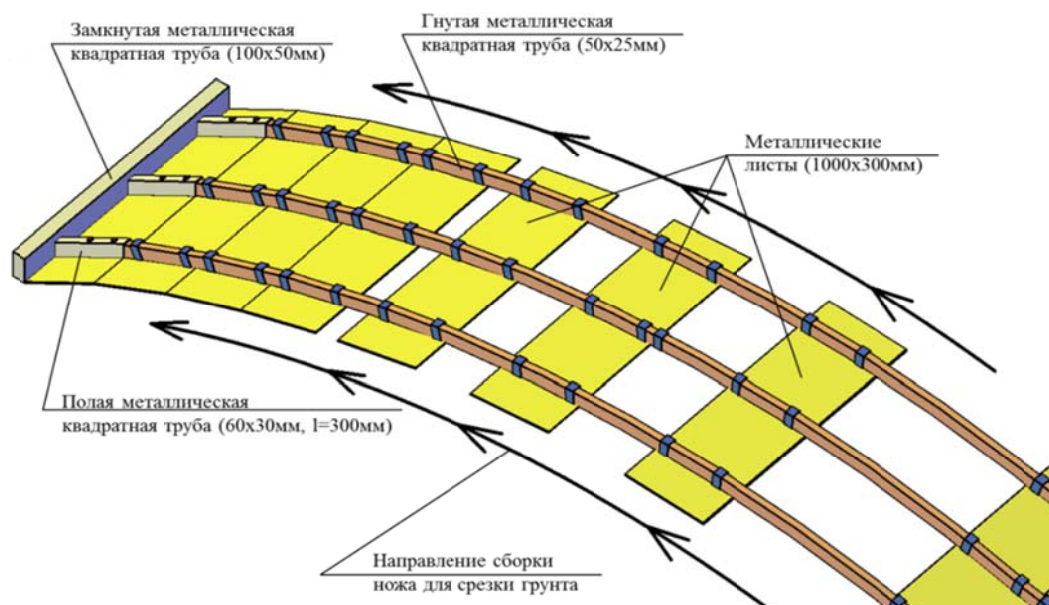 Замкнутая металлическая
квадратная труба (100х50мм)
Гнутая металлическая
квадратная труба (50х25мм)
Металлические
листы (1000х300мм)
Полая металлическая
квадратная труба (60х30мм, l=300мм)
Направление сборки
ножа для срезки грунта